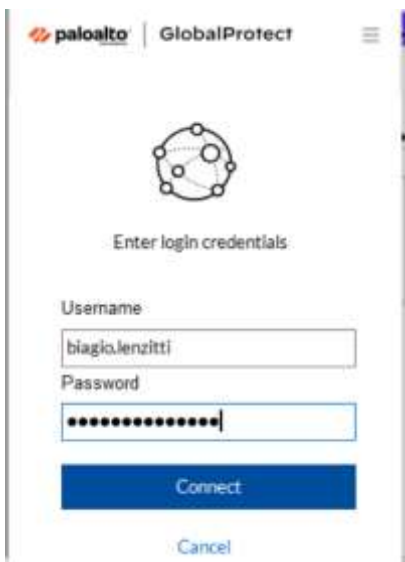 paloalto | GlobalProtect
Enter login credentials
Username
biagio.lenzitti
Password
●●●●●●●●●●●●●●
Connect
Cancel